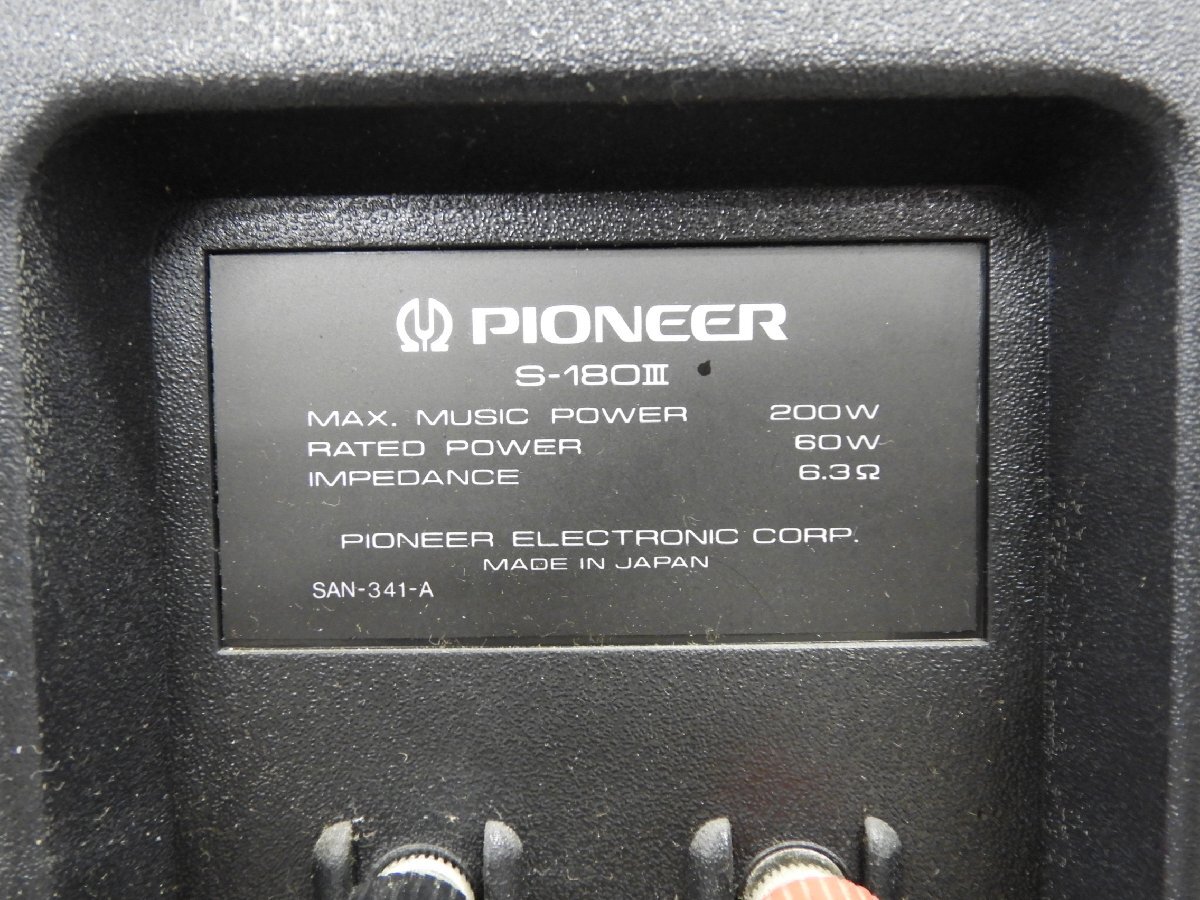 PIONEER
S-180III
MAX. MUSIC POWER 200W
RATED POWER 60W
IMPEDANCE 6.3Ω
PIONEER ELECTRONIC CORP.
MADE IN JAPAN
SAN-341-A